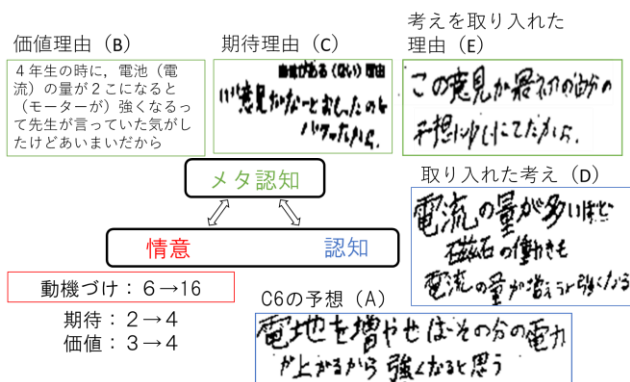 価値理由（B）
４年生の時に，電池（電
流）の量が２こになると
（モーターが）強くなるっ
て先生が言っていた気がし
たけどあいまいだから
期待理由（C）
自信がある（ない）理由
いい意見だなーとおもったのと
考えを取り入れた
理由（E）
この意見が最初の自分の
予想に少しにてたから。
メタ認知
情意
認知
取り入れた考え（D）
電流の量が多いほど
磁石の働きも
電流の量が増えると強くなる
動機づけ：６→16
期待：２→４
価値：３→４
C6の予想（A）
電地を増やせばその分の電力
が上がるから強くなると思う